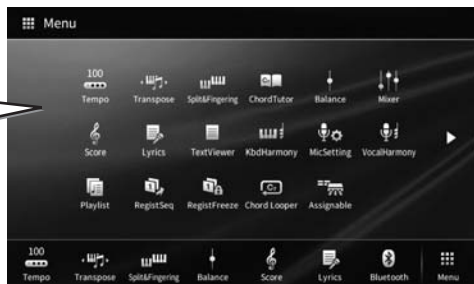 Menu
100
Tempo Transpose Split&Fingering ChordTutor Balance Mixer
Score Lyrics TextViewer KbdHarmony MicSetting VocalHarmony
Playlist RegistSeq RegistFreeze Chord Looper Assignable
100
Tempo Transpose Split&Fingering Balance Score Lyrics Bluetooth Menu